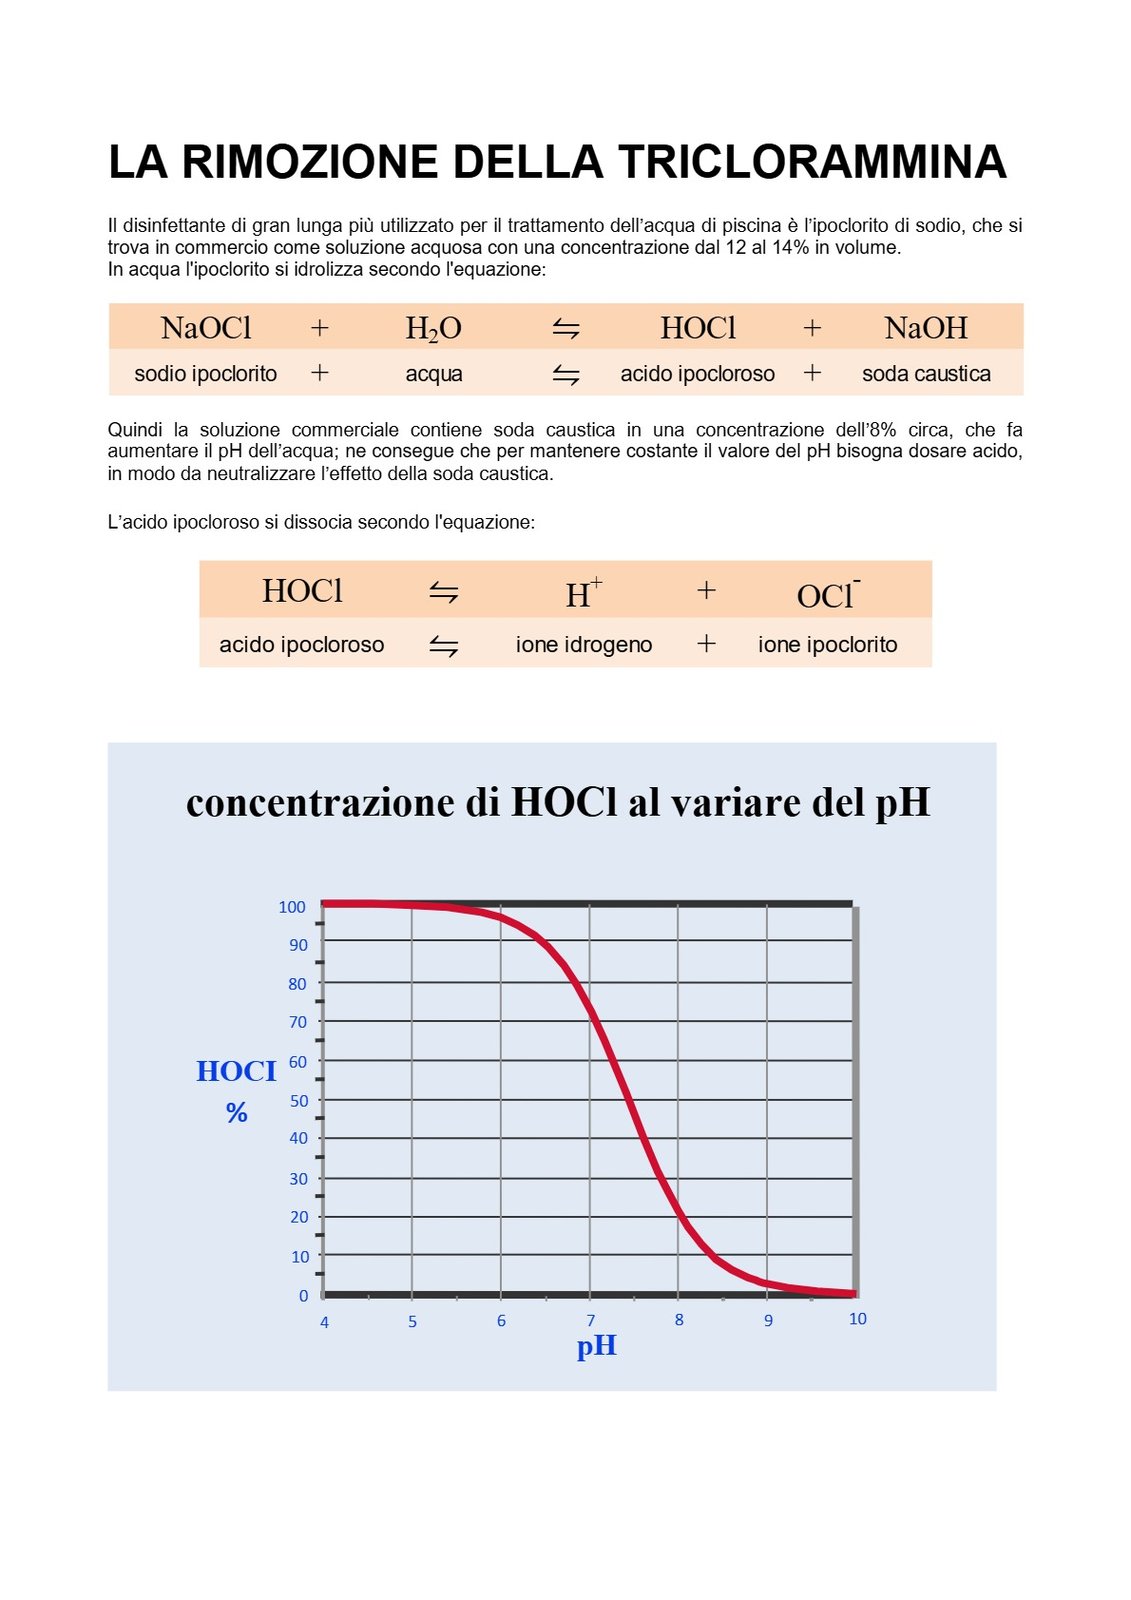 LA RIMOZIONE DELLA TRICLORAMMINA
Il disinfettante di gran lunga più utilizzato per il trattamento dell’acqua di piscina è l’ipoclorito di sodio, che si
trova in commercio come soluzione acquosa con una concentrazione dal 12 al 14% in volume.
In acqua l'ipoclorito si idrolizza secondo l'equazione:
NaOCl + H₂O ⇋ HOCl + NaOH
sodio ipoclorito + acqua ⇋ acido ipocloroso + soda caustica
Quindi la soluzione commerciale contiene soda caustica in una concentrazione dell’8% circa, che fa
aumentare il pH dell’acqua; ne consegue che per mantenere costante il valore del pH bisogna dosare acido,
in modo da neutralizzare l’effetto della soda caustica.
L’acido ipocloroso si dissocia secondo l'equazione:
HOCl ⇋ H⁺ + OCl⁻
acido ipocloroso ⇋ ione idrogeno + ione ipoclorito
concentrazione di HOCl al variare del pH
100
90
80
70
60
HOCI
%
50
40
30
20
10
0
4 5 6 7 8 9 10
pH